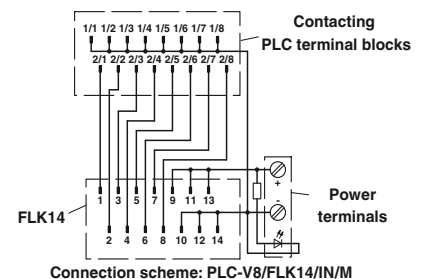 Contacting
PLC terminal blocks
1/1 1/2 1/3 1/4 1/5 1/6 1/7 1/8
2/1 2/2 2/3 2/4 2/5 2/6 2/7 2/8
1 3 5 7 9 11 13
+
-
Power
terminals
FLK14
2 4 6 8 10 12 14
Connection scheme: PLC-V8/FLK14/IN/M